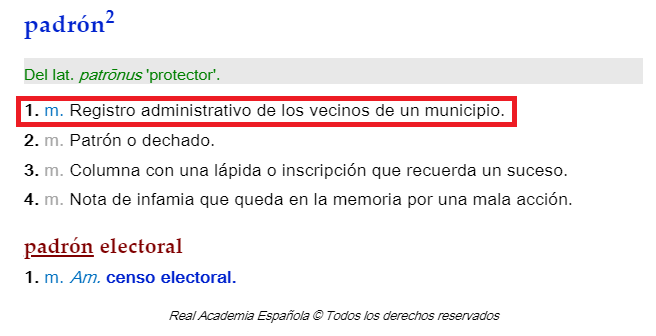 padrón2
Del lat. patrōnus 'protector'.
1. m. Registro administrativo de los vecinos de un municipio.
2. m. Patrón o dechado.
3. m. Columna con una lápida o inscripción que recuerda un suceso.
4. m. Nota de infamia que queda en la memoria por una mala acción.
padrón electoral
1. m. Am. censo electoral.
Real Academia Española © Todos los derechos reservados